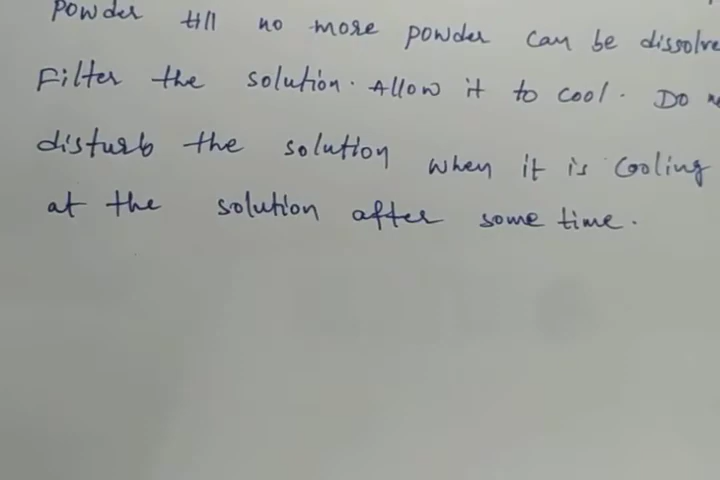 powder till no more powder can be dissolve
Filter the solution. Allow it to cool. Do
disturb the solution when it is cooling
at the solution after some time.